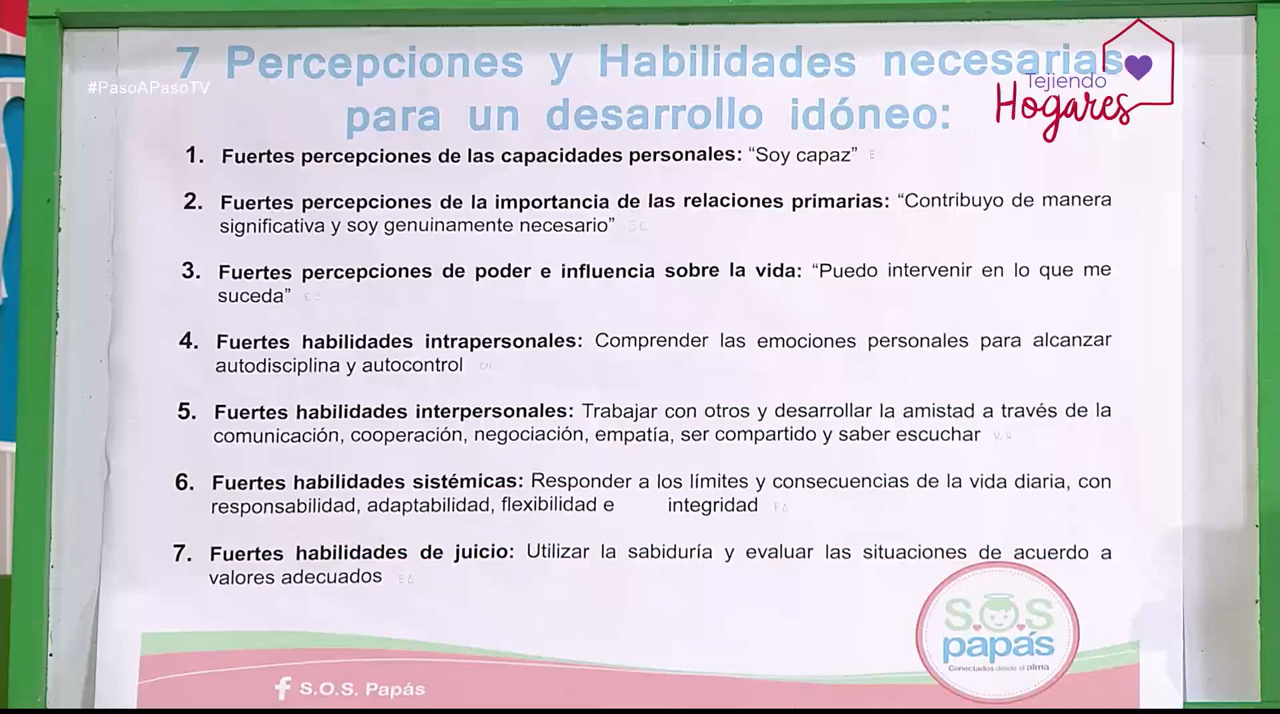 7 Percepciones y Habilidades necesarias
para un desarrollo idóneo:
#PasoAPasoTV
Tejiendo
Hogares
1. Fuertes percepciones de las capacidades personales: “Soy capaz”
2. Fuertes percepciones de la importancia de las relaciones primarias: “Contribuyo de manera
significativa y soy genuinamente necesario”
3. Fuertes percepciones de poder e influencia sobre la vida: “Puedo intervenir en lo que me
suceda”
4. Fuertes habilidades intrapersonales: Comprender las emociones personales para alcanzar
autodisciplina y autocontrol
5. Fuertes habilidades interpersonales: Trabajar con otros y desarrollar la amistad a través de la
comunicación, cooperación, negociación, empatía, ser compartido y saber escuchar
6. Fuertes habilidades sistémicas: Responder a los límites y consecuencias de la vida diaria, con
responsabilidad, adaptabilidad, flexibilidad e integridad
7. Fuertes habilidades de juicio: Utilizar la sabiduría y evaluar las situaciones de acuerdo a
valores adecuados
S.O.S
papás
Conectados desde el alma
S.O.S. Papás